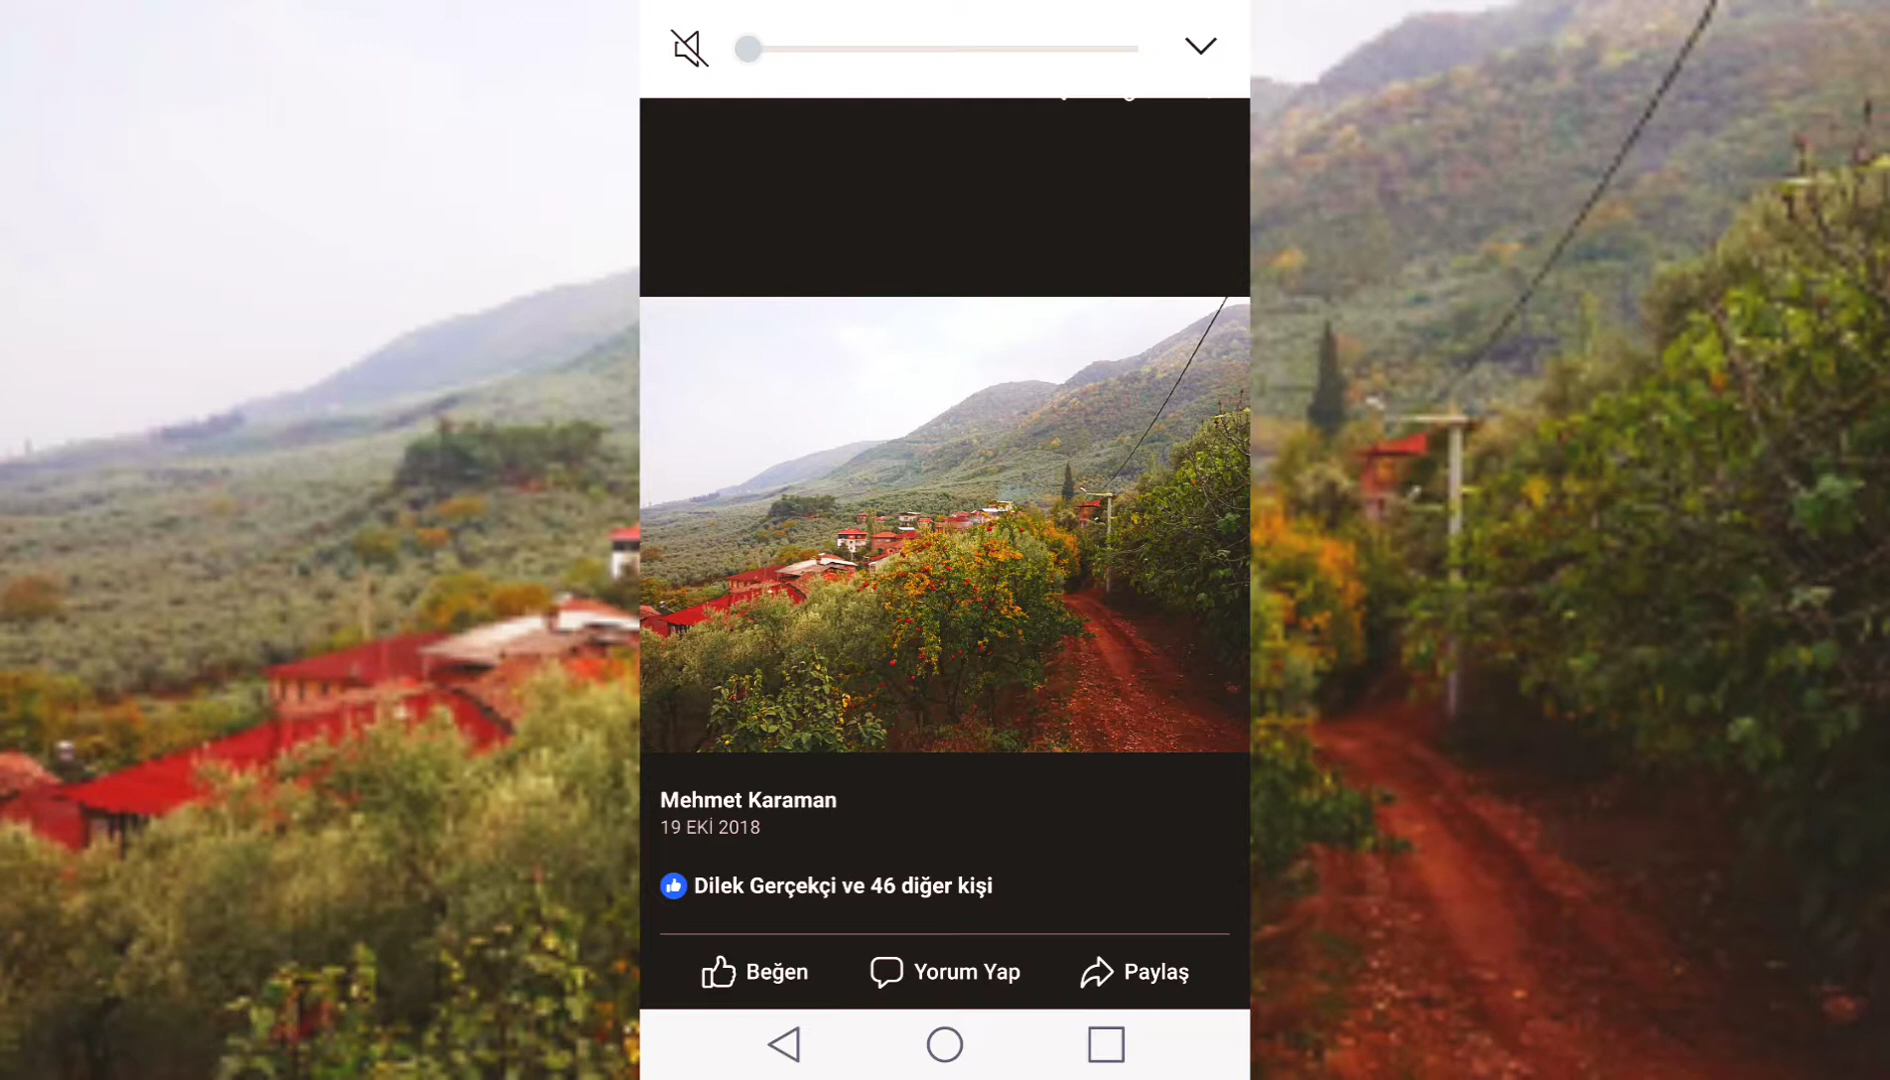 Mehmet Karaman
19 EKİ 2018
Dilek Gerçekçi ve 46 diğer kişi
Beğen Yorum Yap Paylaş